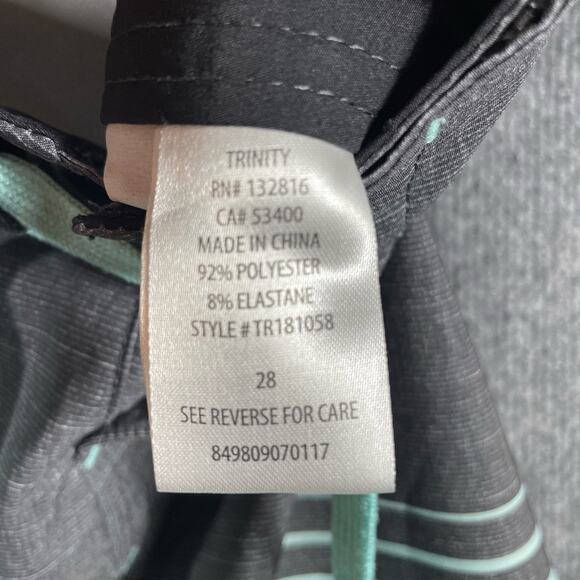 TRINITY
RN# 132816
CA# 53400
MADE IN CHINA
92% POLYESTER
8% ELASTANE
STYLE # TR181058
28
SEE REVERSE FOR CARE
849809070117